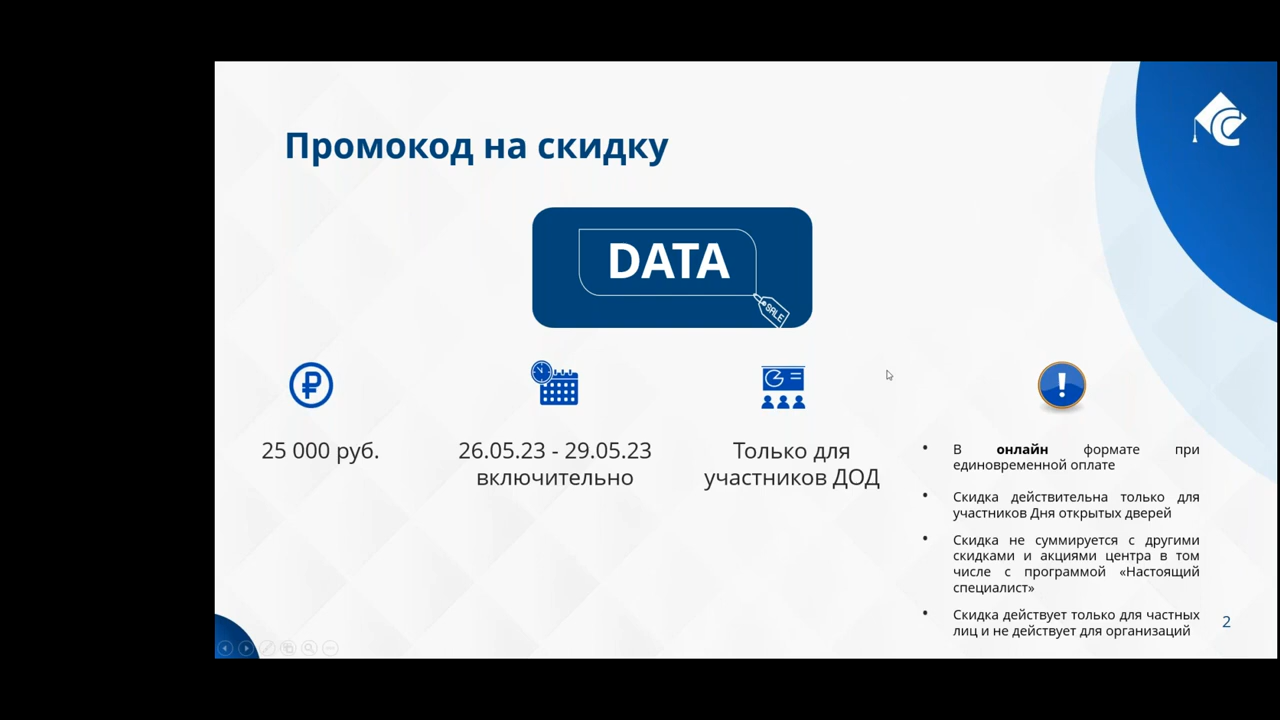 Промокод на скидку
DATA
SALE
25 000 руб.
26.05.23 - 29.05.23
включительно
Только для
участников ДОД
• В онлайн формате при
единовременной оплате
• Скидка действительна только для
участников Дня открытых дверей
• Скидка не суммируется с другими
скидками и акциями центра в том
числе с программой «Настоящий
специалист»
• Скидка действует только для частных
лиц и не действует для организаций
2